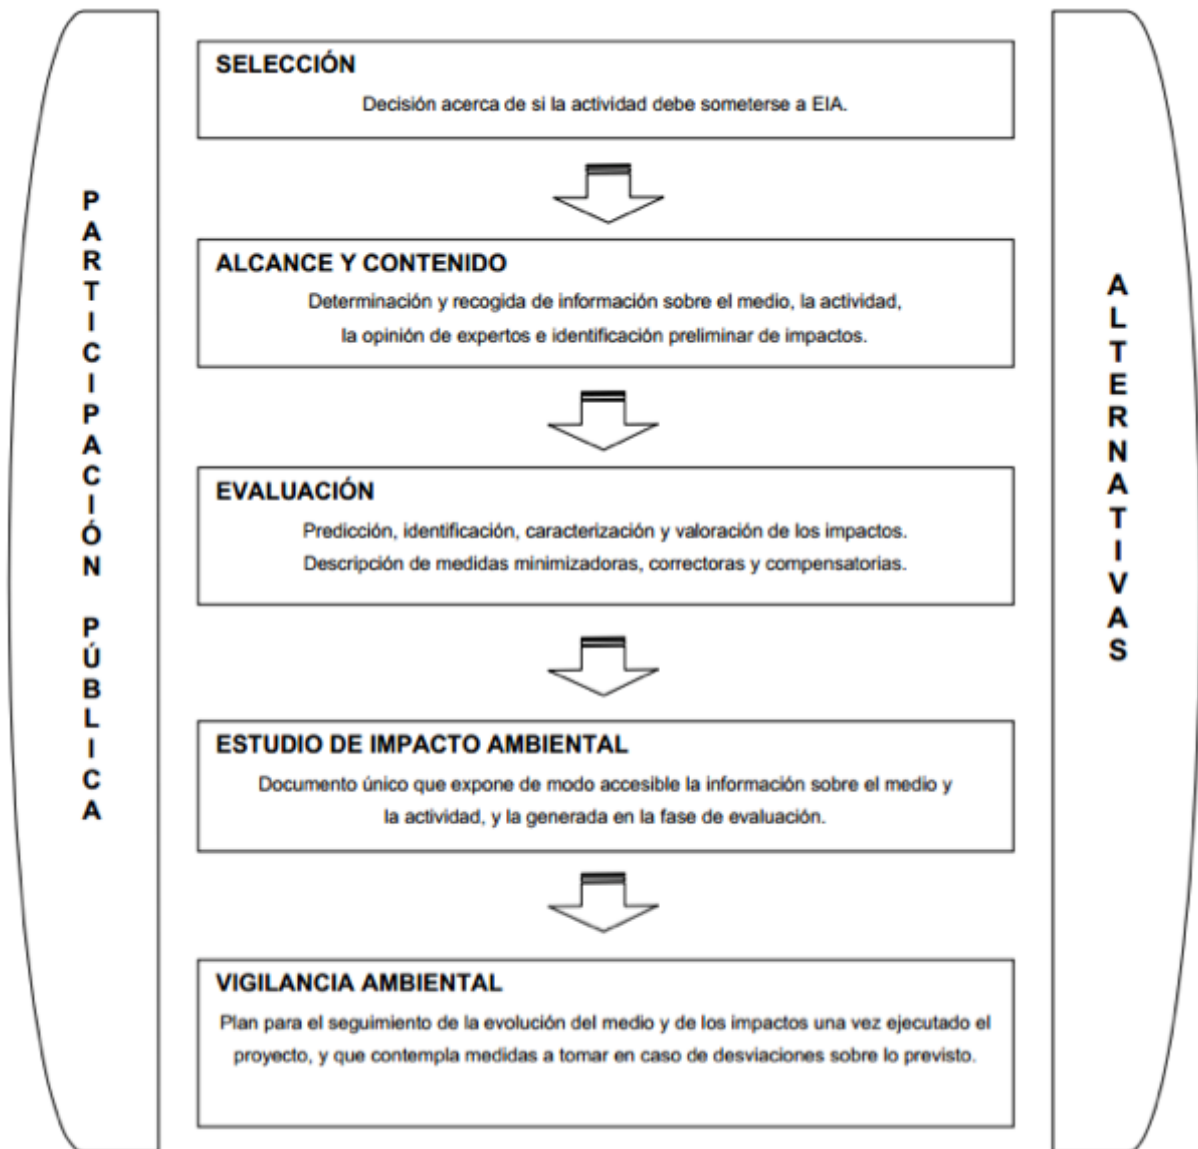 PARTICIPACIÓN PÚBLICA
SELECCIÓN
Decisión acerca de si la actividad debe someterse a EIA.
ALCANCE Y CONTENIDO
Determinación y recogida de información sobre el medio, la actividad,
la opinión de expertos e identificación preliminar de impactos.
EVALUACIÓN
Predicción, identificación, caracterización y valoración de los impactos.
Descripción de medidas minimizadoras, correctoras y compensatorias.
ESTUDIO DE IMPACTO AMBIENTAL
Documento único que expone de modo accesible la información sobre el medio y
la actividad, y la generada en la fase de evaluación.
VIGILANCIA AMBIENTAL
Plan para el seguimiento de la evolución del medio y de los impactos una vez ejecutado el
proyecto, y que contempla medidas a tomar en caso de desviaciones sobre lo previsto.
ALTERNATIVAS